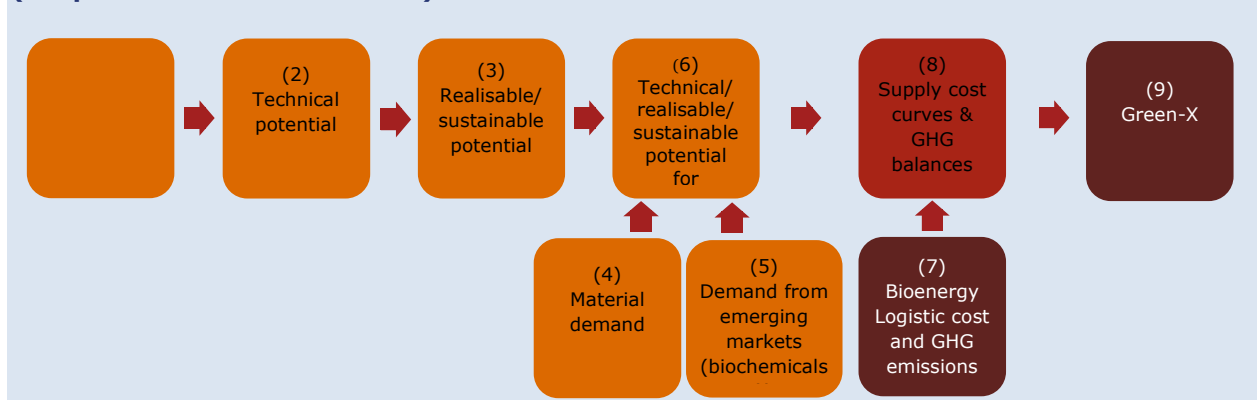 (2)
Technical
potential
(3)
Realisable/
sustainable
potential
(6)
Technical/
realisable/
sustainable
potential
for
(8)
Supply cost
curves &
GHG
balances
(9)
Green-X
(4)
Material
demand
(5)
Demand from
emerging
markets
(biochemicals
(7)
Bioenergy
Logistic cost
and GHG
emissions